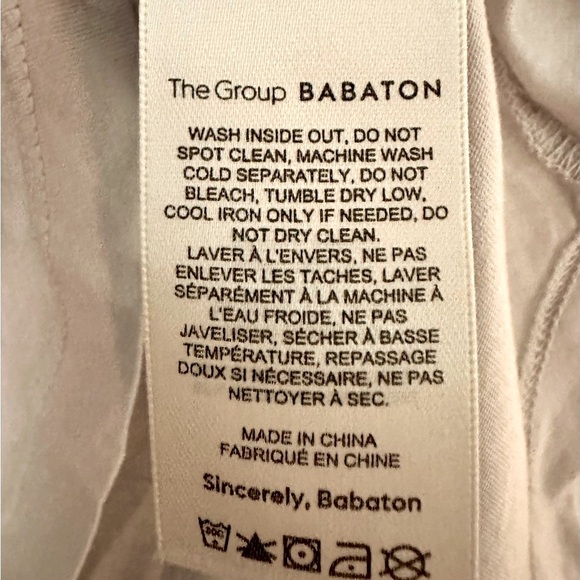 The Group BABATON
WASH INSIDE OUT, DO NOT
SPOT CLEAN, MACHINE WASH
COLD SEPARATELY, DO NOT
BLEACH, TUMBLE DRY LOW,
COOL IRON ONLY IF NEEDED, DO
NOT DRY CLEAN.
LAVER À L'ENVERS, NE PAS
ENLEVER LES TACHES, LAVER
SÉPARÉMENT À LA MACHINE À
L'EAU FROIDE, NE PAS
JAVELISER, SÉCHER À BASSE
TEMPÉRATURE, REPASSAGE
DOUX SI NÉCESSAIRE, NE PAS
NETTOYER À SEC.
MADE IN CHINA
FABRIQUÉ EN CHINE
Sincerely, Babaton
30C